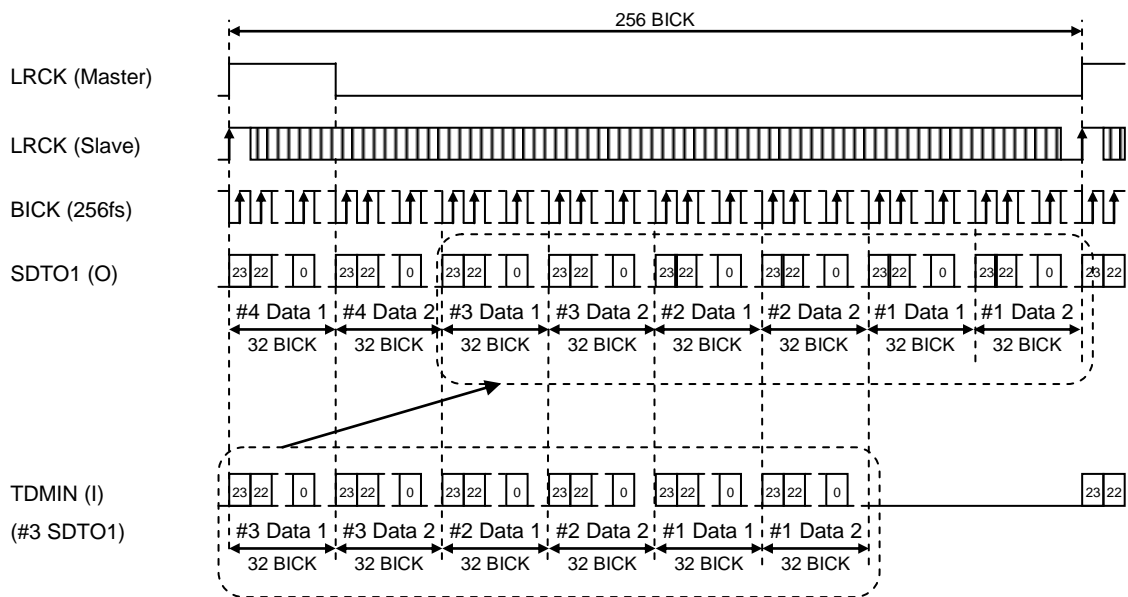 256 BICK
LRCK (Master)
LRCK (Slave)
BICK (256fs)
SDTO1 (O)
23 22 0 23 22 0 23 22 0 23 22 0 23 22 0 23 22 0 23 22 0 23 22 0 23 22
#4 Data 1 #4 Data 2 #3 Data 1 #3 Data 2 #2 Data 1 #2 Data 2 #1 Data 1 #1 Data 2
32 BICK 32 BICK 32 BICK 32 BICK 32 BICK 32 BICK 32 BICK 32 BICK
TDMIN (I)
23 22 0 23 22 0 23 22 0 23 22 0 23 22 0 23 22 0 23 22
(#3 SDTO1)
#3 Data 1 #3 Data 2 #2 Data 1 #2 Data 2 #1 Data 1 #1 Data 2
32 BICK 32 BICK 32 BICK 32 BICK 32 BICK 32 BICK